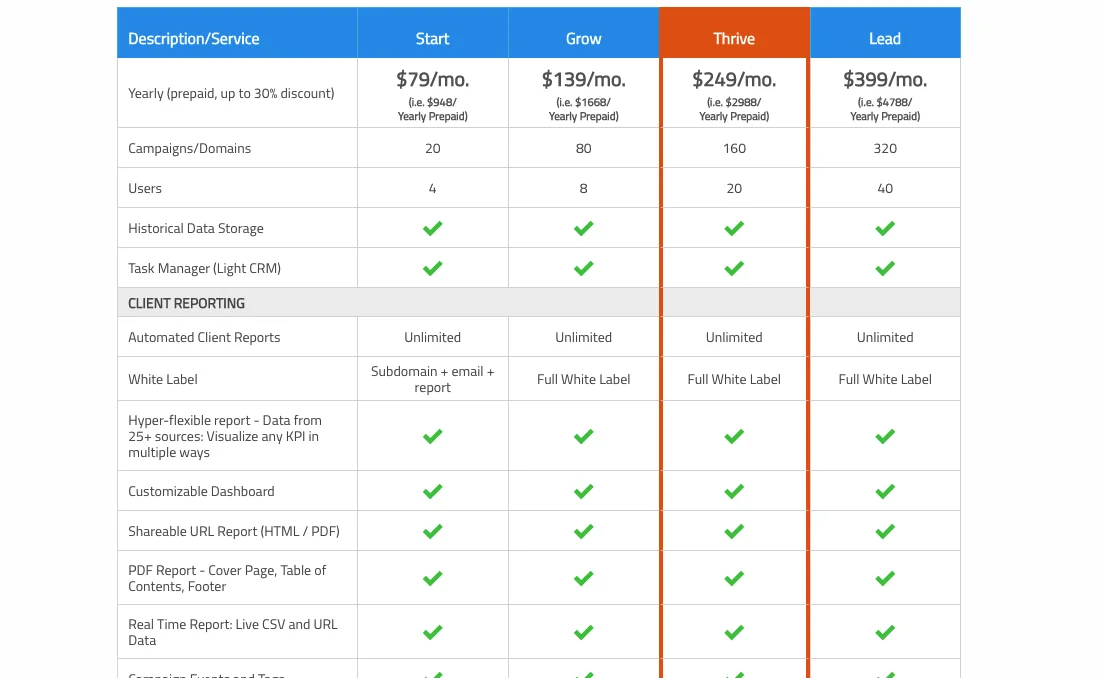 Description/Service Start Grow Thrive Lead
Yearly (prepaid, up to 30% discount) $79/mo. $139/mo. $249/mo. $399/mo.
(i.e. $948/ (i.e. $1668/ (i.e. $2988/ (i.e. $4788/
Yearly Prepaid) Yearly Prepaid) Yearly Prepaid) Yearly Prepaid)
Campaigns/Domains 20 80 160 320
Users 4 8 20 40
Historical Data Storage
Task Manager (Light CRM)
CLIENT REPORTING
Automated Client Reports Unlimited Unlimited Unlimited Unlimited
White Label Subdomain + email + Full White Label Full White Label Full White Label
report
Hyper-flexible report - Data from
25+ sources: Visualize any KPI in
multiple ways
Customizable Dashboard
Shareable URL Report (HTML / PDF)
PDF Report - Cover Page, Table of
Contents, Footer
Real Time Report: Live CSV and URL
Data
Campaign Events and Tags